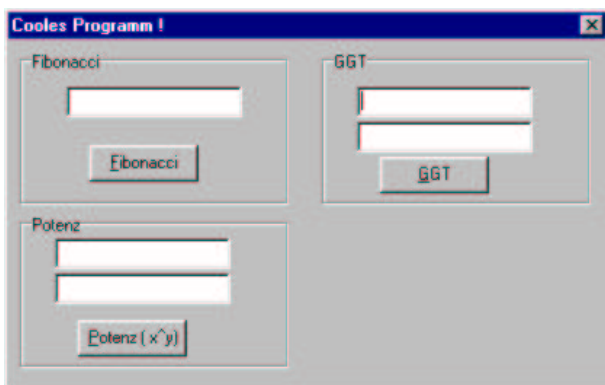 Cooles Programm !
Fibonacci
Fibonacci
GGT
GGT
Potenz
Potenz ( x^y)